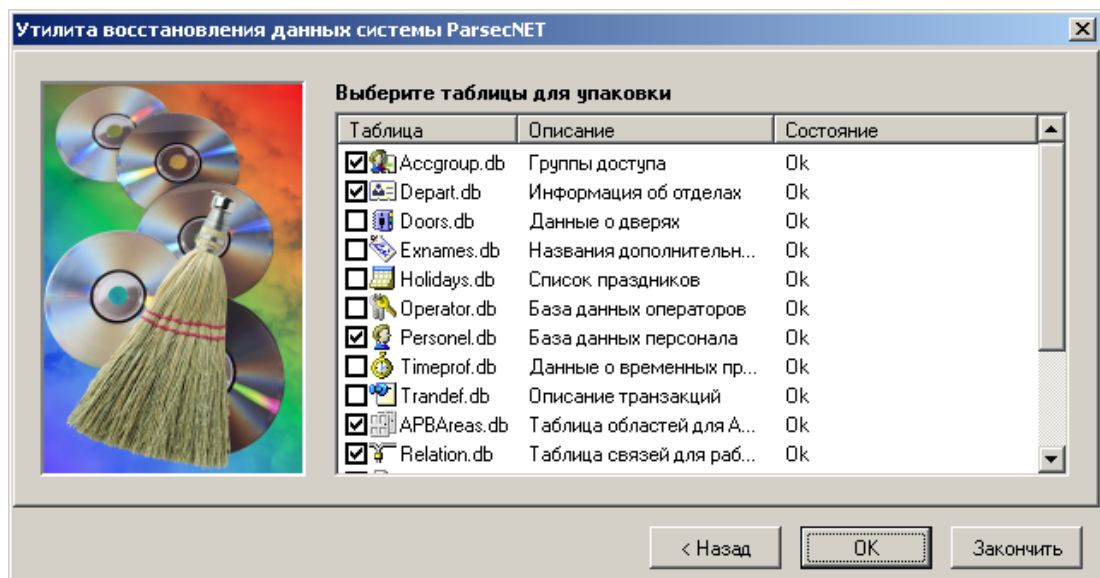 Утилита восстановления данных системы ParsecNET
Выберите таблицы для упаковки
Таблица Описание Состояние
Accgroup.db Группы доступа Ok
Depart.db Информация об отделах Ok
Doors.db Данные о дверях Ok
Exnames.db Названия дополнительн... Ok
Holidays.db Список праздников Ok
Operator.db База данных операторов Ok
Personel.db База данных персонала Ok
Timeprof.db Данные о временных пр... Ok
Trandef.db Описание транзакций Ok
APBAreas.db Таблица областей для А... Ok
Relation.db Таблица связей для раб... Ok
< Назад OK Закончить